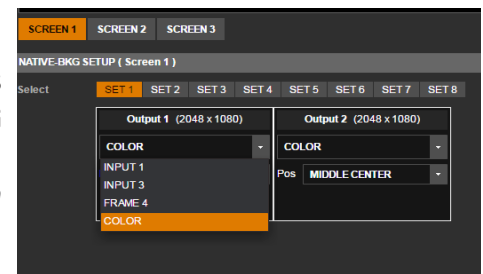 SCREEN 1 SCREEN 2 SCREEN 3
NATIVE-BKG SETUP ( Screen 1 )
Select SET 1 SET 2 SET 3 SET 4 SET 5 SET 6 SET 7 SET 8
Output 1 (2048 x 1080) Output 2 (2048 x 1080)
COLOR COLOR
INPUT 1
Pos MIDDLE CENTER
INPUT 3
FRAME 4
COLOR